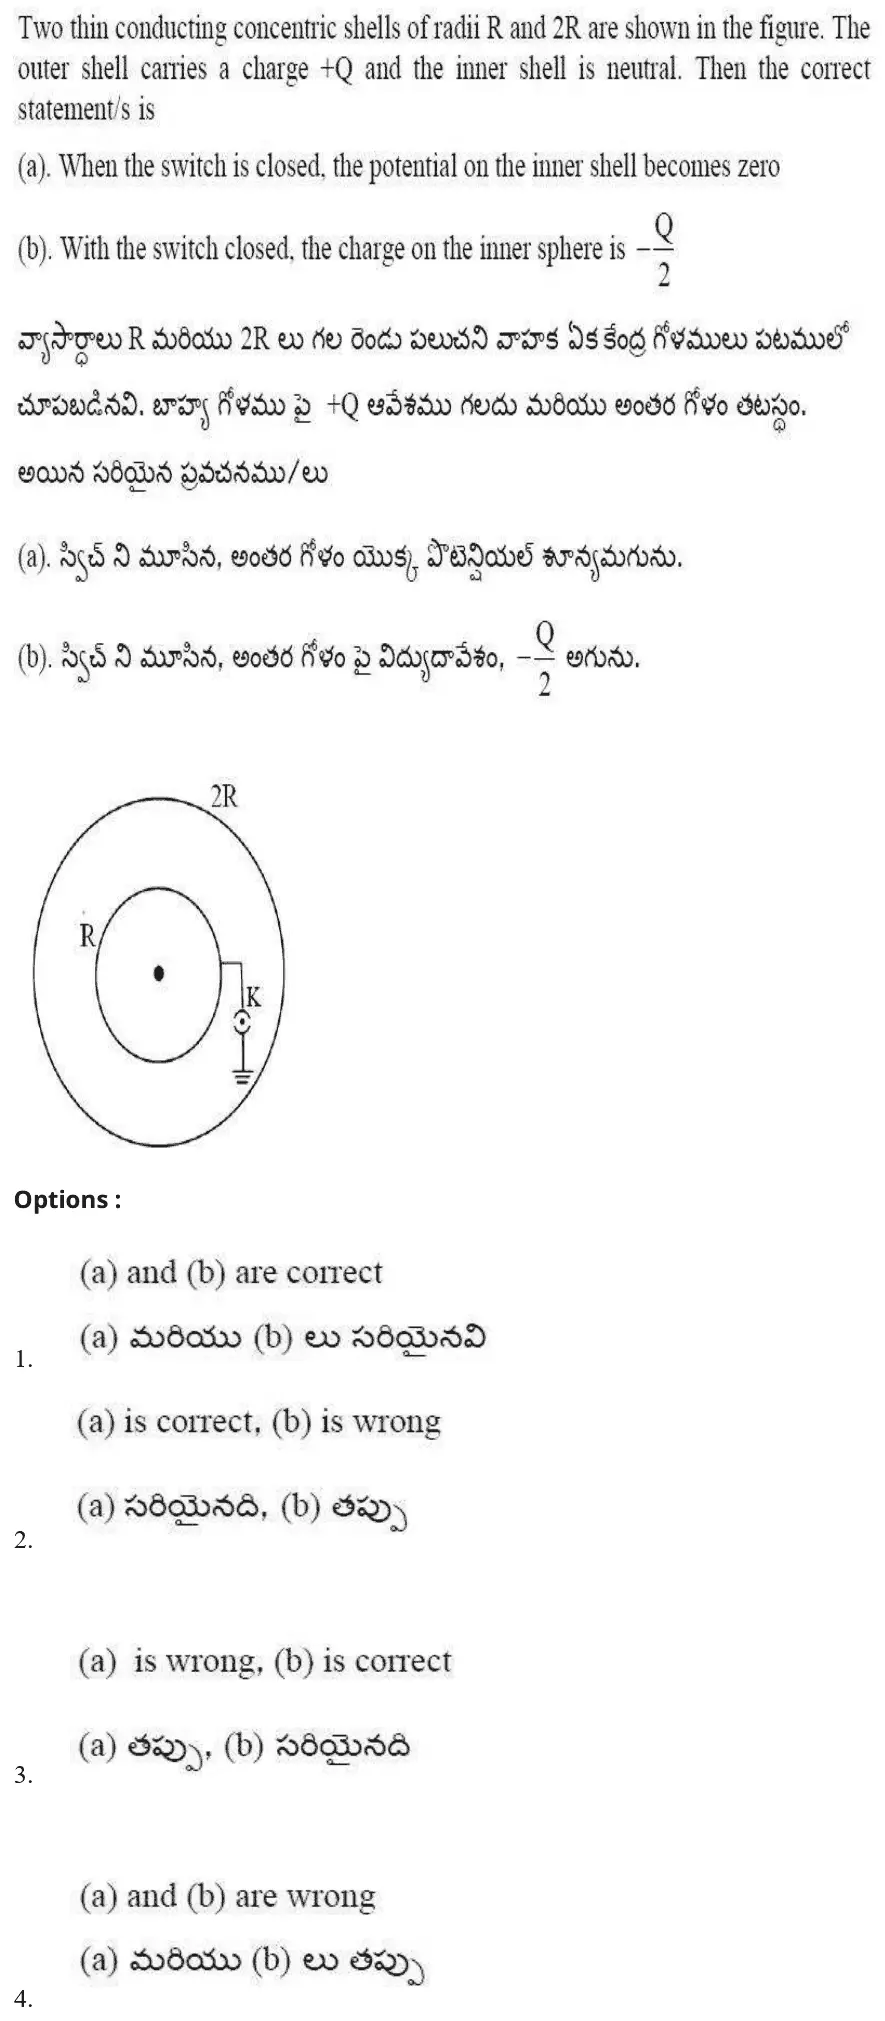 Two thin conducting concentric shells of radii R and 2R are shown in the figure. The
outer shell carries a charge +Q and the inner shell is neutral. Then the correct
statement/s is
(a). When the switch is closed, the potential on the inner shell becomes zero
(b). With the switch closed, the charge on the inner sphere is −Q/2
వ్యాసార్ధాలు R మరియు 2R లు గల రెండు పలుచని వాహక ఏకకేంద్ర గోళములు పటములో
చూపబడినవి. బాహ్య గోళము పై +Q ఆవేశము గలదు మరియు అంతర గోళం తటస్థం.
అయిన సరియైన ప్రవచనము/లు
(a). స్విచ్ ని మూసిన, అంతర గోళం యొక్క పొటెన్షియల్ శూన్యమగును.
(b). స్విచ్ ని మూసిన, అంతర గోళం పై విద్యుదావేశం, −Q/2 అగును.
2R
R
K
Options :
(a) and (b) are correct
(a) మరియు (b) లు సరియైనవి
1.
(a) is correct, (b) is wrong
(a) సరియైనది, (b) తప్పు
2.
(a) is wrong, (b) is correct
(a) తప్పు, (b) సరియైనది
3.
(a) and (b) are wrong
(a) మరియు (b) లు తప్పు
4.